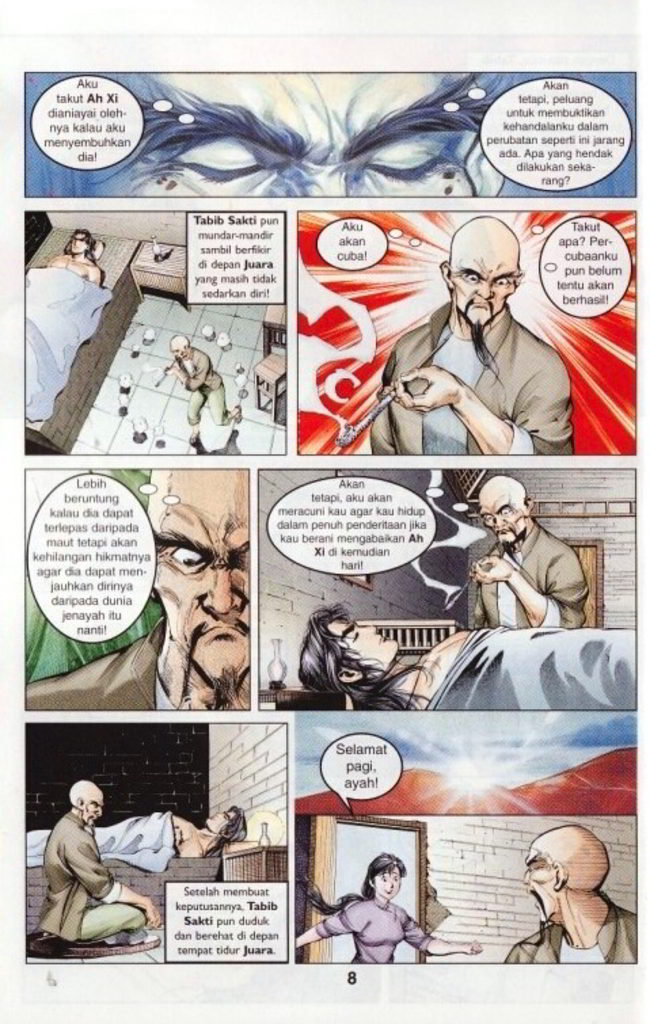 Aku
takut Ah Xi
dianiayai oleh-
nya kalau aku
menyembuhkan
dia!
Akan
tetapi, peluang
untuk membuktikan
kehandalanku dalam
perubatan seperti ini jarang
ada. Apa yang hendak
dilakukan seka-
rang?
Tabib Sakti pun
mundar-mandir
sambil berfikir
di depan Juara
yang masih tidak
sedarkan diri!
Aku
akan
cuba!
Takut
apa? Per-
cubaanku
pun belum
tentu akan
berhasil!
Lebih
beruntung
kalau dia dapat
terlepas daripada
maut tetapi akan
kehilangan hikmatnya
agar dia dapat men-
jauhkan dirinya
daripada dunia
jenayah itu
nanti!
Akan
tetapi, aku akan
meracuni kau agar kau hidup
dalam penuh penderitaan jika
kau berani mengabaikan Ah
Xi di kemudian
hari!
Setelah membuat
keputusannya, Tabib
Sakti pun duduk
dan berehat di depan
tempat tidur Juara.
Selamat
pagi,
ayah!
8